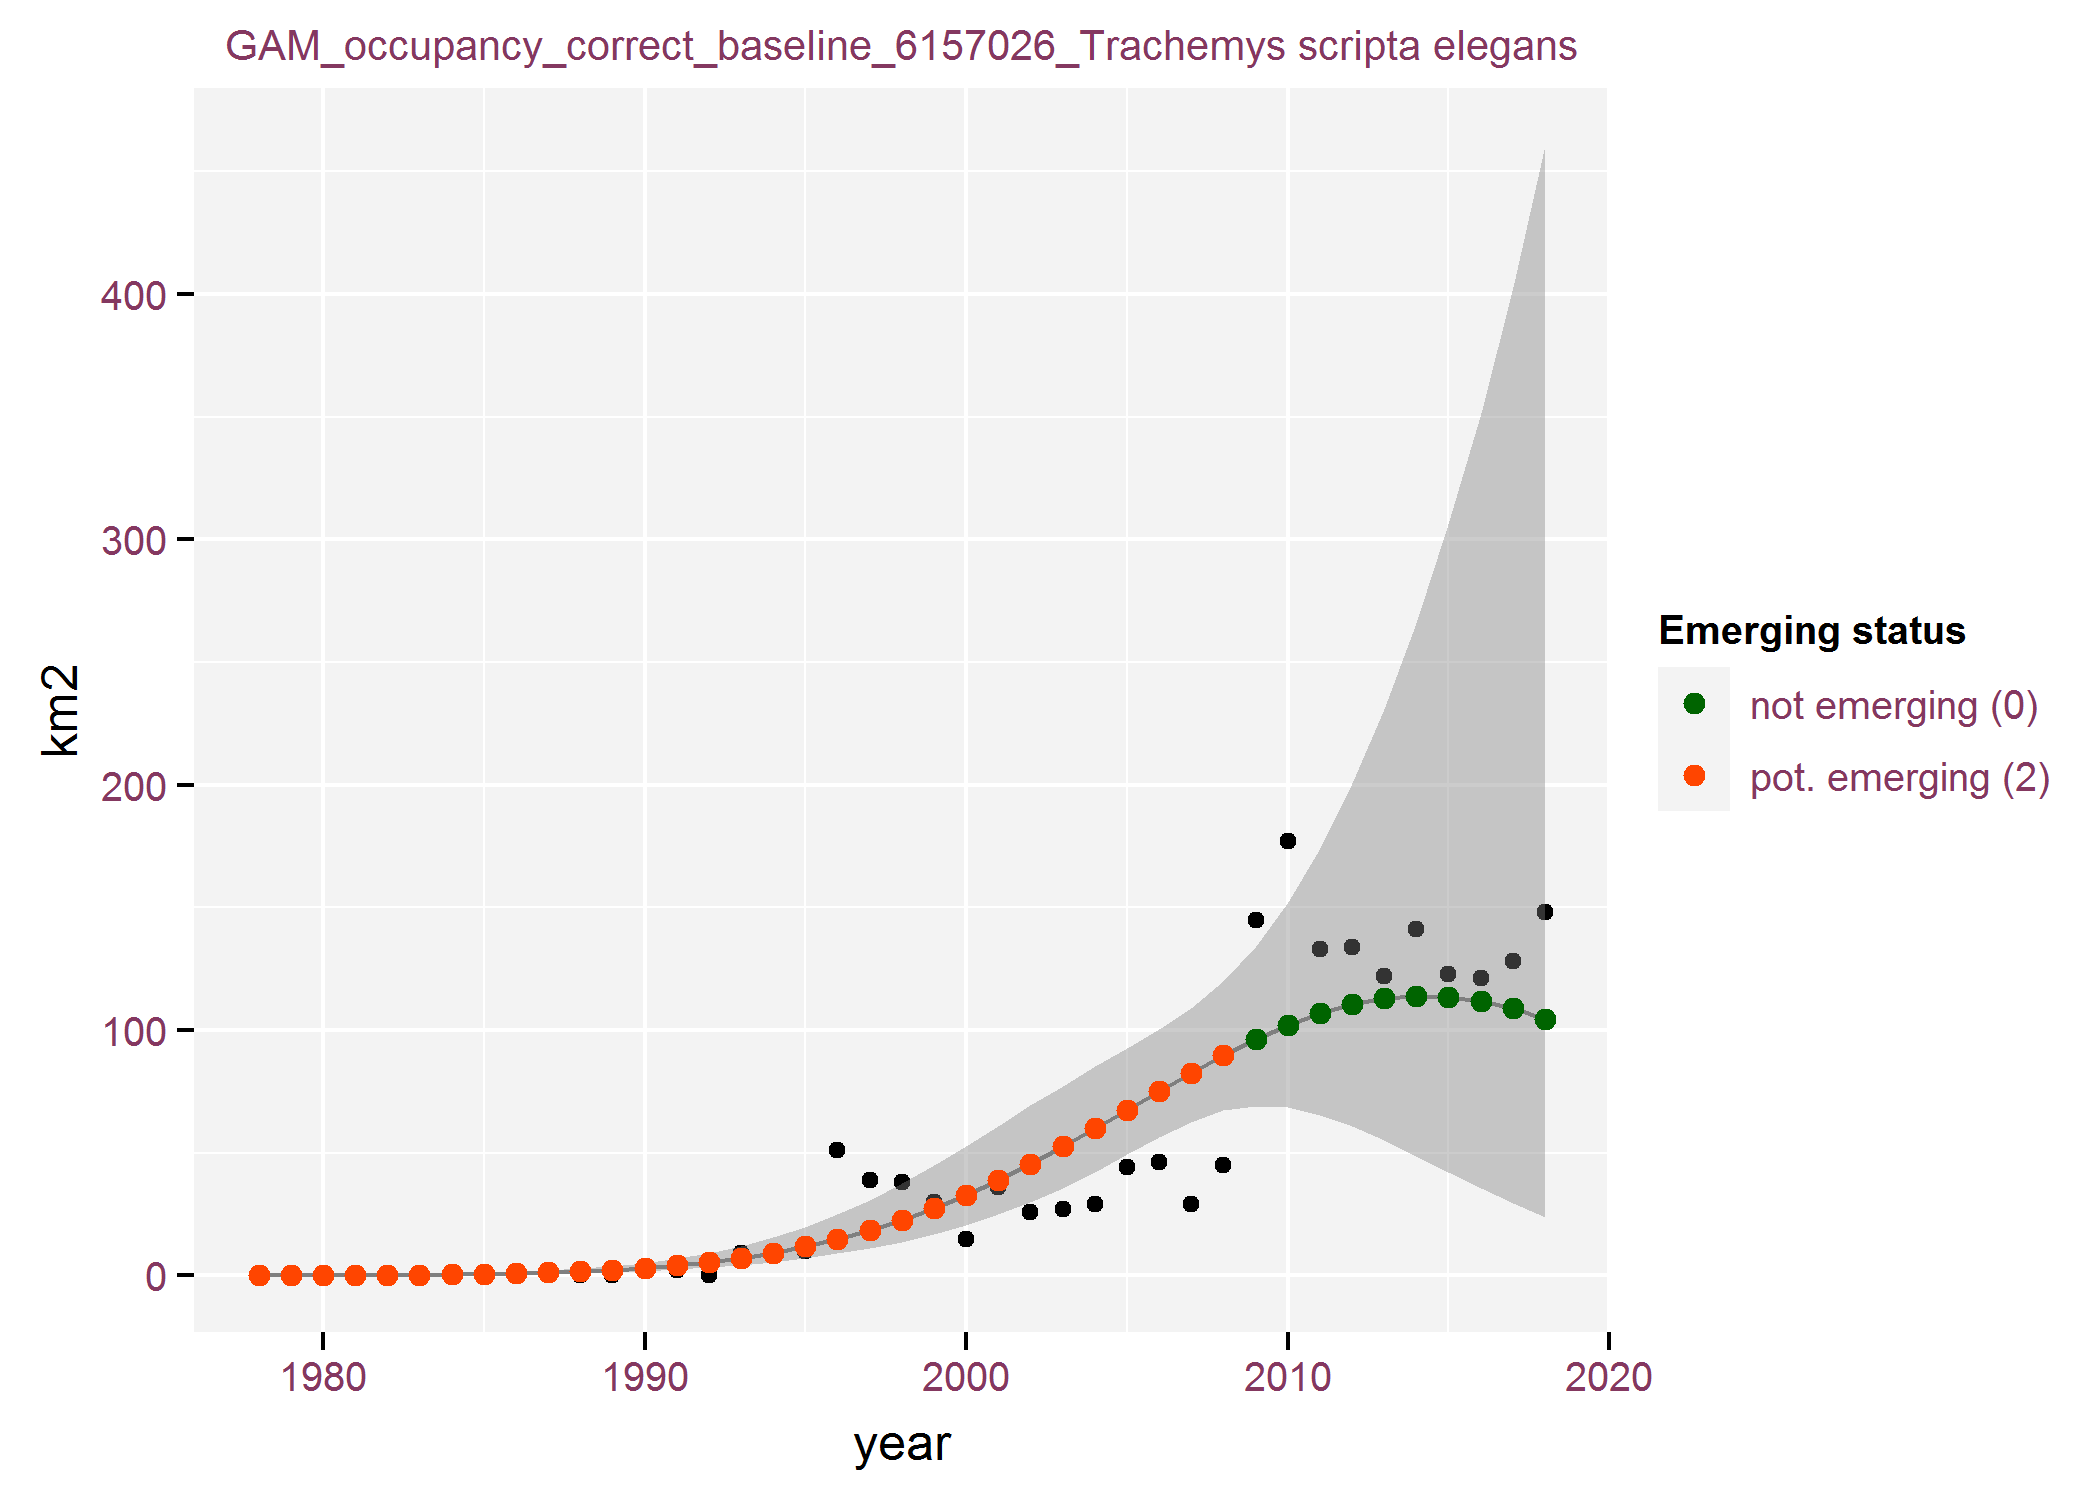 GAM_occupancy_correct_baseline_6157026_Trachemys scripta elegans
400
300
200
100
0
km2
1980 1990 2000 2010 2020
year
Emerging status
not emerging (0)
pot. emerging (2)